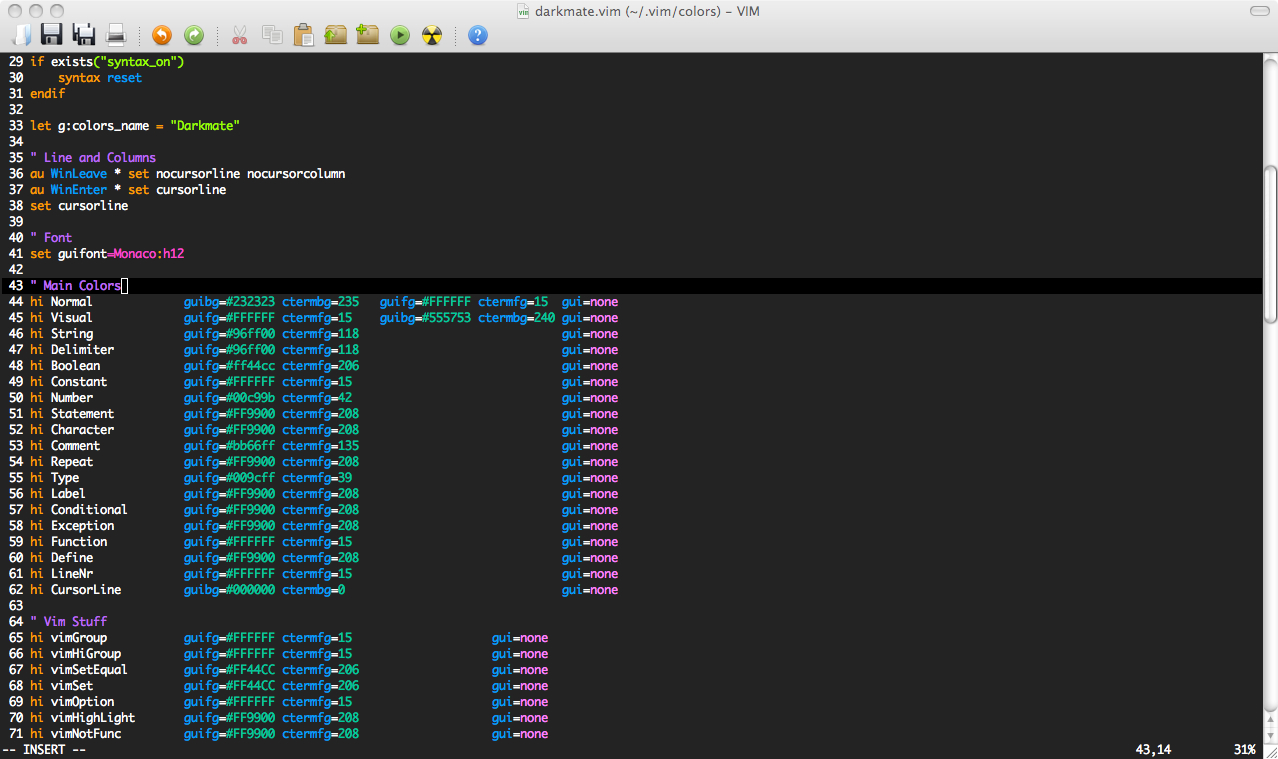 darkmate.vim (~/.vim/colors) – VIM
29 if exists("syntax_on")
30     syntax reset
31 endif
32
33 let g:colors_name = "Darkmate"
34
35 " Line and Columns
36 au WinLeave * set nocursorline nocursorcolumn
37 au WinEnter * set cursorline
38 set cursorline
39
40 " Font
41 set guifont=Monaco:h12
42
43 " Main Colors
44 hi Normal             guibg=#232323 ctermbg=235   guifg=#FFFFFF ctermfg=15  gui=none
45 hi Visual             guifg=#FFFFFF ctermfg=15    guibg=#555753 ctermbg=240 gui=none
46 hi String             guifg=#96ff00 ctermfg=118                             gui=none
47 hi Delimiter          guifg=#96ff00 ctermfg=118                             gui=none
48 hi Boolean            guifg=#ff44cc ctermfg=206                             gui=none
49 hi Constant           guifg=#FFFFFF ctermfg=15                              gui=none
50 hi Number             guifg=#00c99b ctermfg=42                              gui=none
51 hi Statement          guifg=#FF9900 ctermfg=208                             gui=none
52 hi Character          guifg=#FF9900 ctermfg=208                             gui=none
53 hi Comment            guifg=#bb66ff ctermfg=135                             gui=none
54 hi Repeat             guifg=#FF9900 ctermfg=208                             gui=none
55 hi Type               guifg=#009cff ctermfg=39                              gui=none
56 hi Label              guifg=#FF9900 ctermfg=208                             gui=none
57 hi Conditional        guifg=#FF9900 ctermfg=208                             gui=none
58 hi Exception          guifg=#FF9900 ctermfg=208                             gui=none
59 hi Function           guifg=#FFFFFF ctermfg=15                              gui=none
60 hi Define             guifg=#FF9900 ctermfg=208                             gui=none
61 hi LineNr             guifg=#FFFFFF ctermfg=15                              gui=none
62 hi CursorLine         guibg=#000000 ctermbg=0                               gui=none
63
64 " Vim Stuff
65 hi vimGroup           guifg=#FFFFFF ctermfg=15                    gui=none
66 hi vimHiGroup         guifg=#FFFFFF ctermfg=15                    gui=none
67 hi vimSetEqual        guifg=#FF44CC ctermfg=206                   gui=none
68 hi vimSet             guifg=#FF44CC ctermfg=206                   gui=none
69 hi vimOption          guifg=#FFFFFF ctermfg=15                    gui=none
70 hi vimHighLight       guifg=#FF9900 ctermfg=208                   gui=none
71 hi vimNotFunc         guifg=#FF9900 ctermfg=208                   gui=none
-- INSERT --    43,14    31%